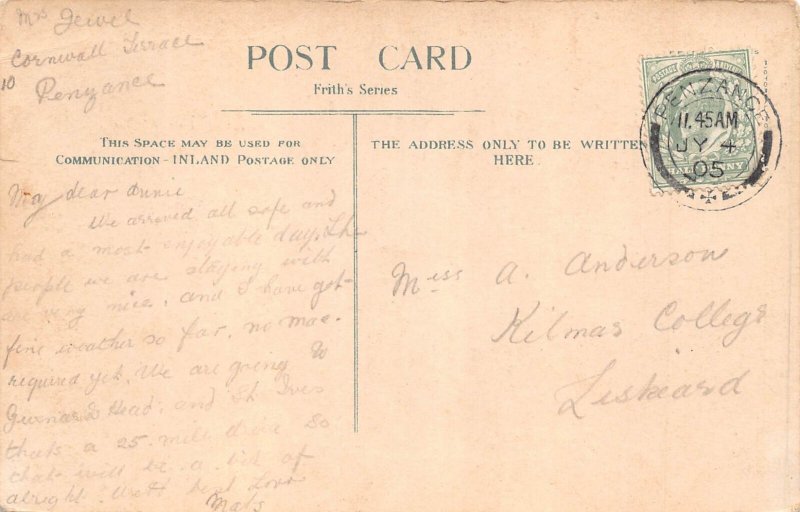 Mrs Jewel
Cornwall Terrace
10
Penzance
POST CARD
Frith's Series
THIS SPACE MAY BE USED FOR
COMMUNICATION - INLAND POSTAGE ONLY
THE ADDRESS ONLY TO BE WRITTEN
HERE.
PENZANCE
11.45AM
JY 4
05
My dear Annie
We arrived all safe and
had a most enjoyable day. The
people we are staying with
are very nice, and I have got
fine weather so far. no mac.
required yet. We are going to
Gurnards Head, and St Ives
thats a 25 mile drive so
that will be a bit of
alright. With best Love
Miss A. Anderson
Kilmar College
Liskeard